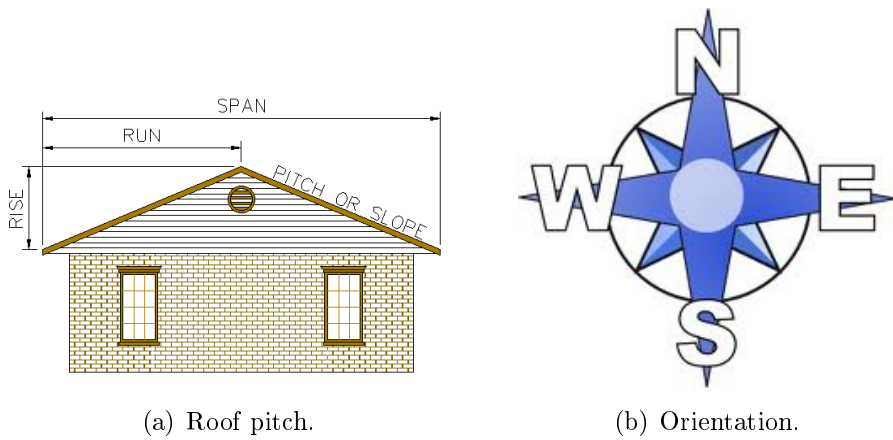 SPAN
RUN
RISE
PITCH OR SLOPE
(a) Roof pitch.
N
W
E
S
(b) Orientation.